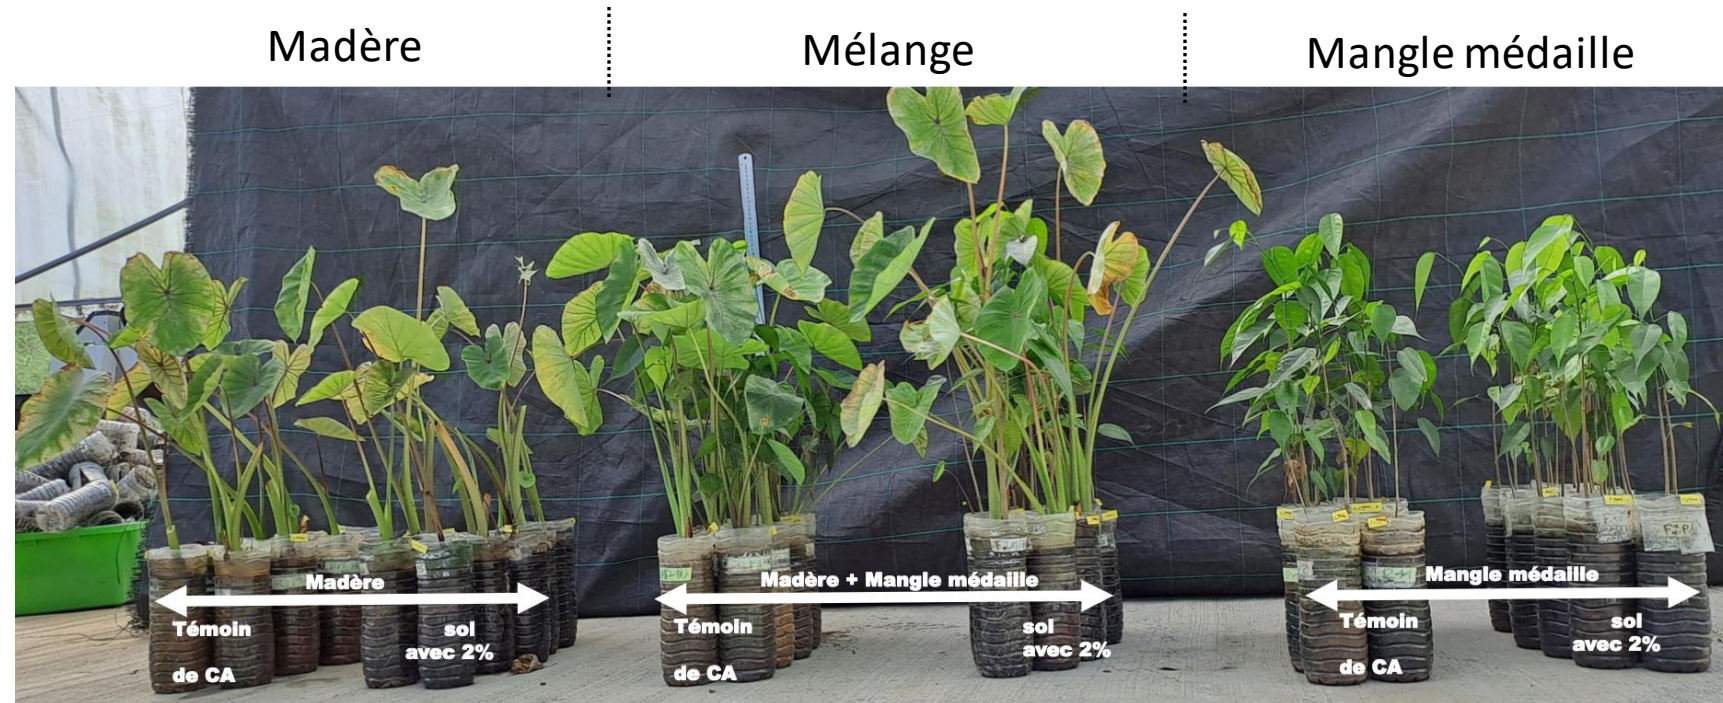 Madère
Mélange
Mangle médaille
Madère
Témoin
sol
avec 2%
de CA
Madère + Mangle médaille
Témoin
sol
avec 2%
de CA
Mangle médaille
Témoin
sol
avec 2%
de CA